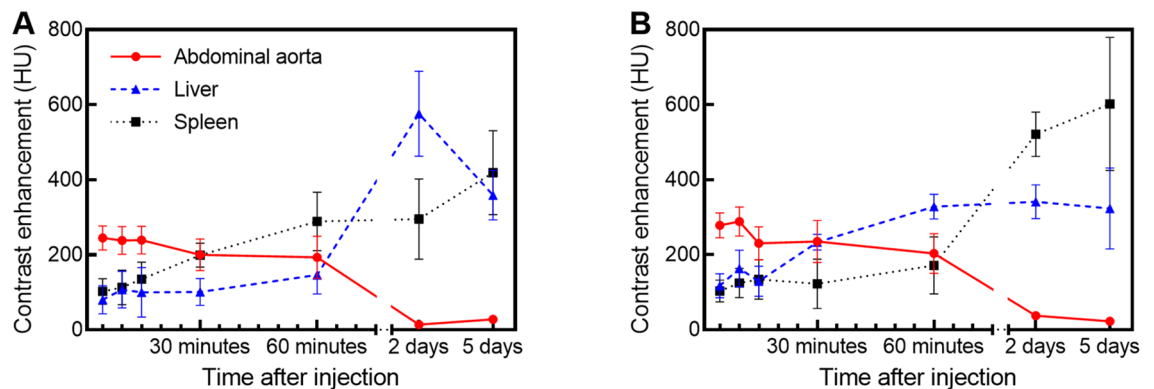 A
Contrast enhancement (HU)
800
600
400
200
0
Abdominal aorta
Liver
Spleen
30 minutes
60 minutes
2 days
5 days
Time after injection
B
Contrast enhancement (HU)
800
600
400
200
0
30 minutes
60 minutes
2 days
5 days
Time after injection